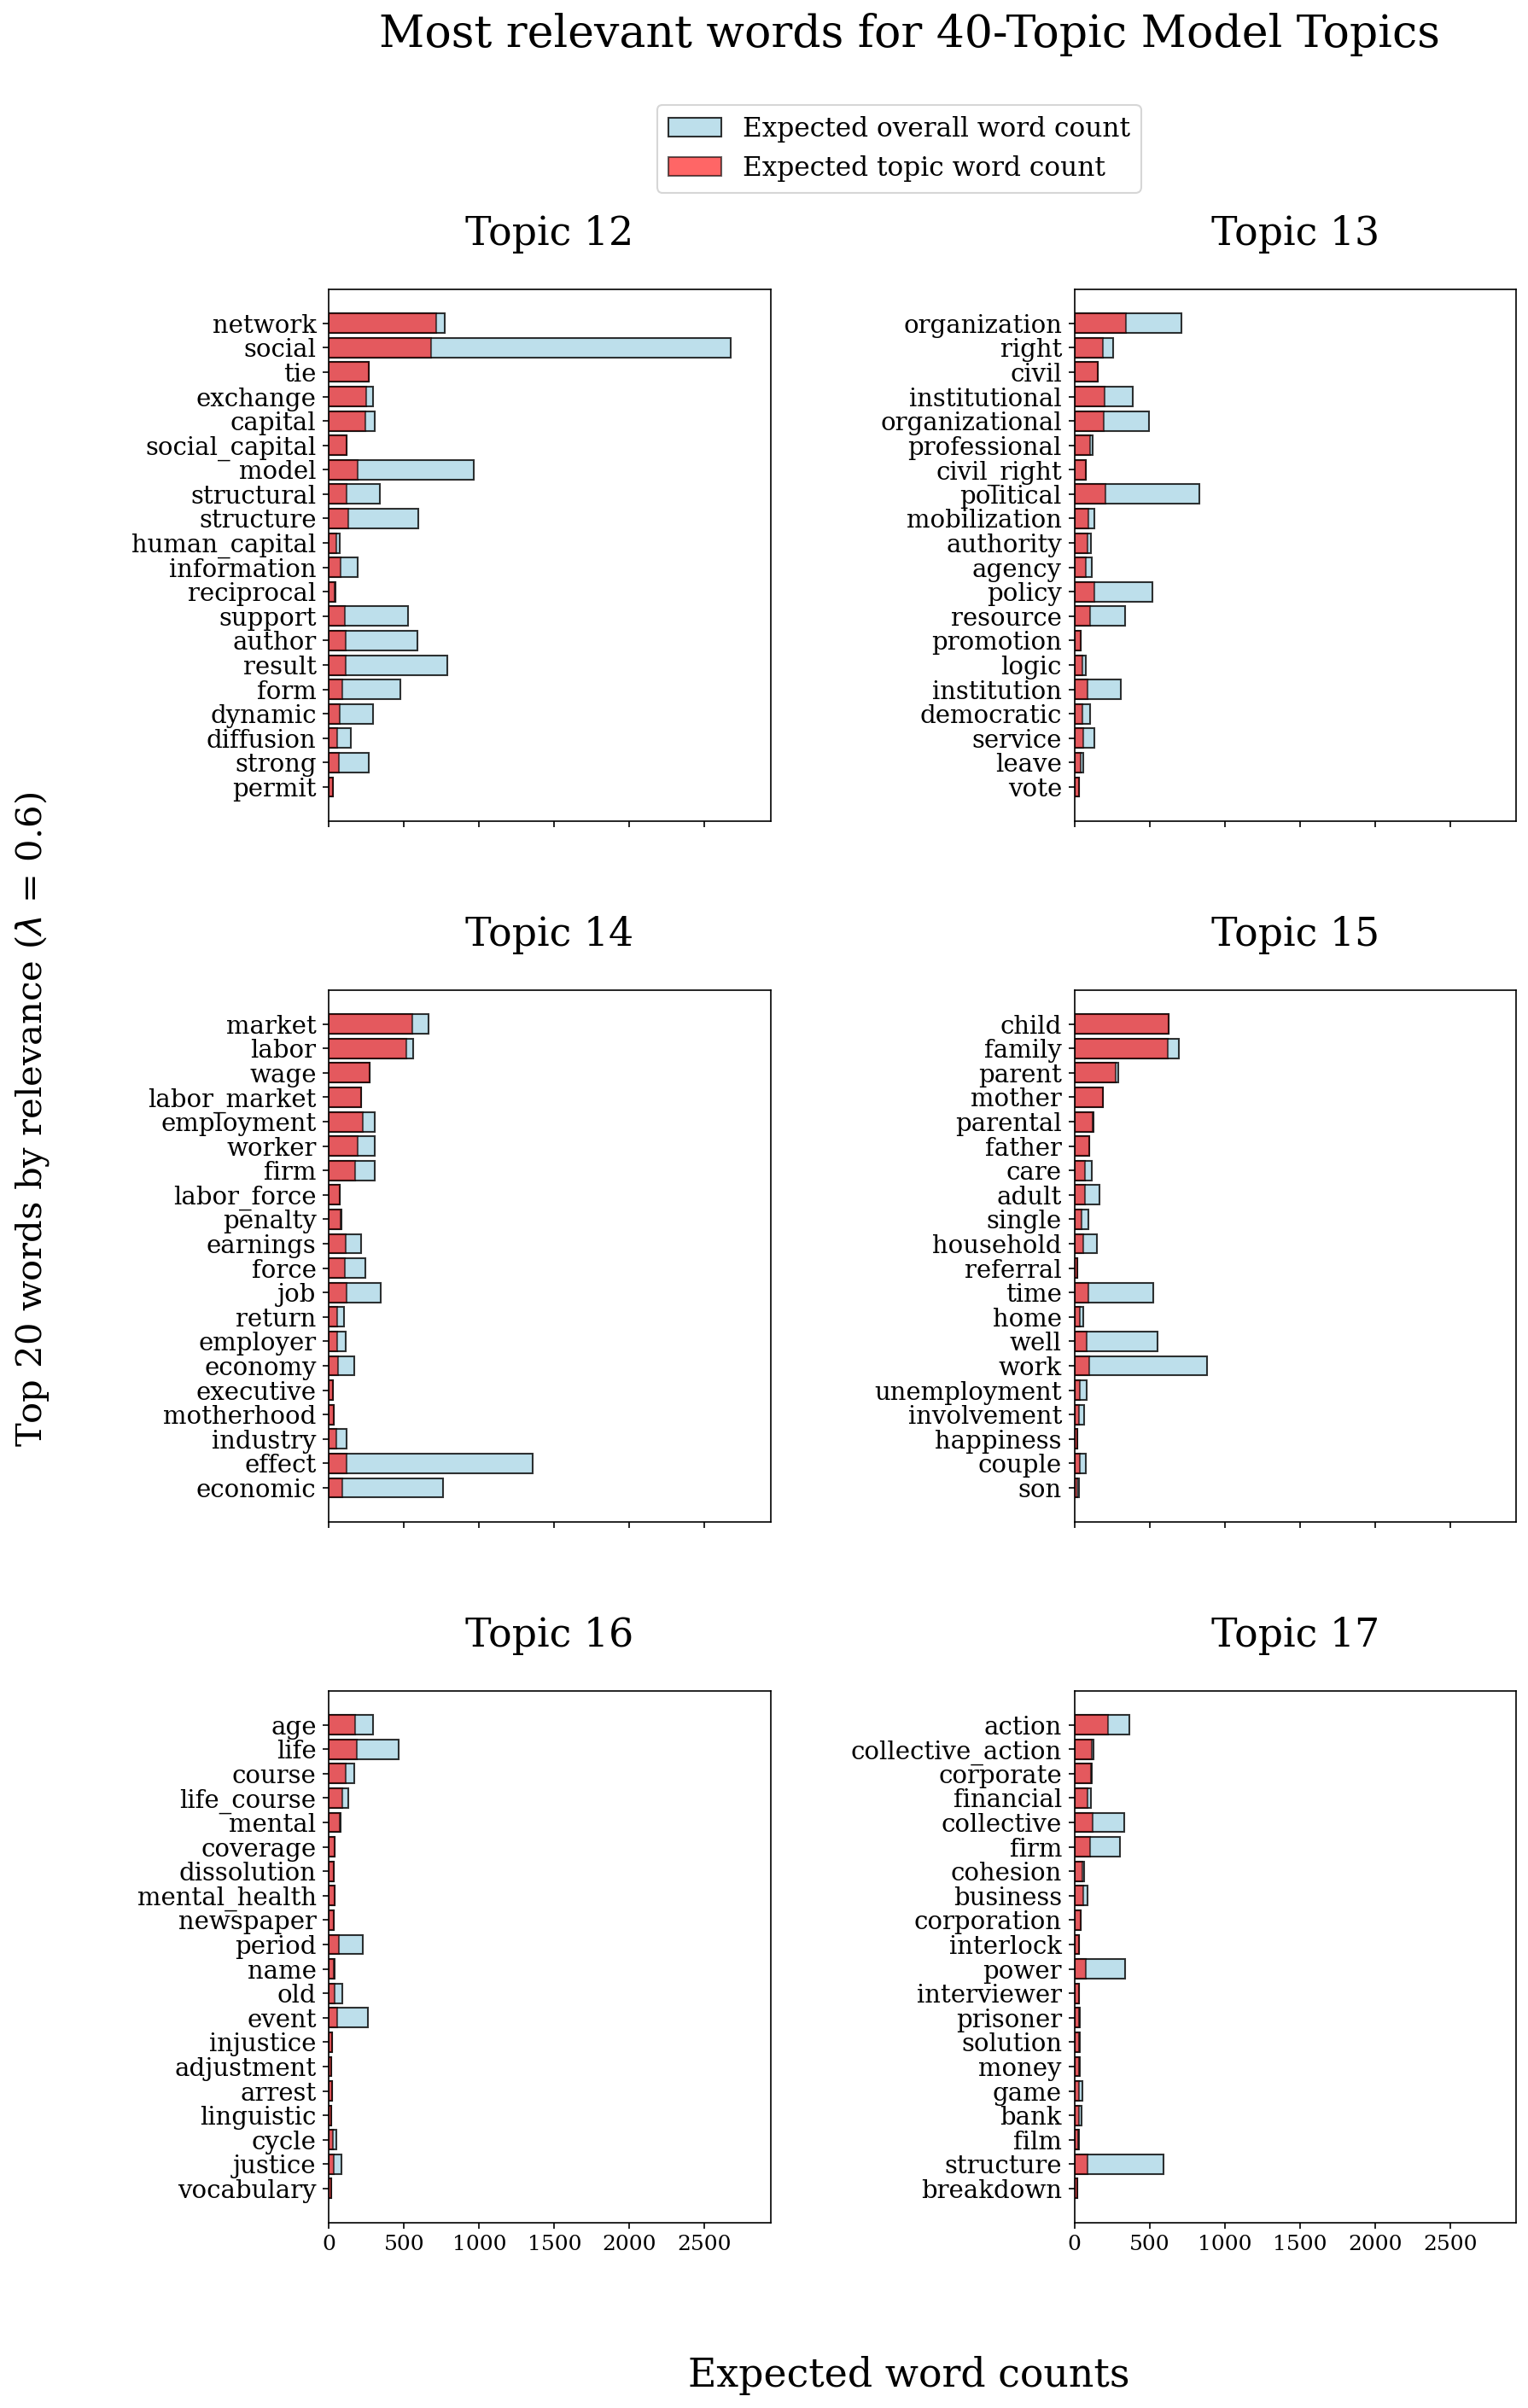 Most relevant words for 40-Topic Model Topics
Expected overall word count
Expected topic word count
Top 20 words by relevance (λ = 0.6)
Topic 12
network
social
tie
exchange
capital
social_capital
model
structural
structure
human_capital
information
reciprocal
support
author
result
form
dynamic
diffusion
strong
permit
Topic 13
organization
right
civil
institutional
organizational
professional
civil_right
political
mobilization
authority
agency
policy
resource
promotion
logic
institution
democratic
service
leave
vote
Topic 14
market
labor
wage
labor_market
employment
worker
firm
labor_force
penalty
earnings
force
job
return
employer
economy
executive
motherhood
industry
effect
economic
Topic 15
child
family
parent
mother
parental
father
care
adult
single
household
referral
time
home
well
work
unemployment
involvement
happiness
couple
son
Topic 16
age
life
course
life_course
mental
coverage
dissolution
mental_health
newspaper
period
name
old
event
injustice
adjustment
arrest
linguistic
cycle
justice
vocabulary
0 500 1000 1500 2000 2500
Topic 17
action
collective_action
corporate
financial
collective
firm
cohesion
business
corporation
interlock
power
interviewer
prisoner
solution
money
game
bank
film
structure
breakdown
0 500 1000 1500 2000 2500
Expected word counts